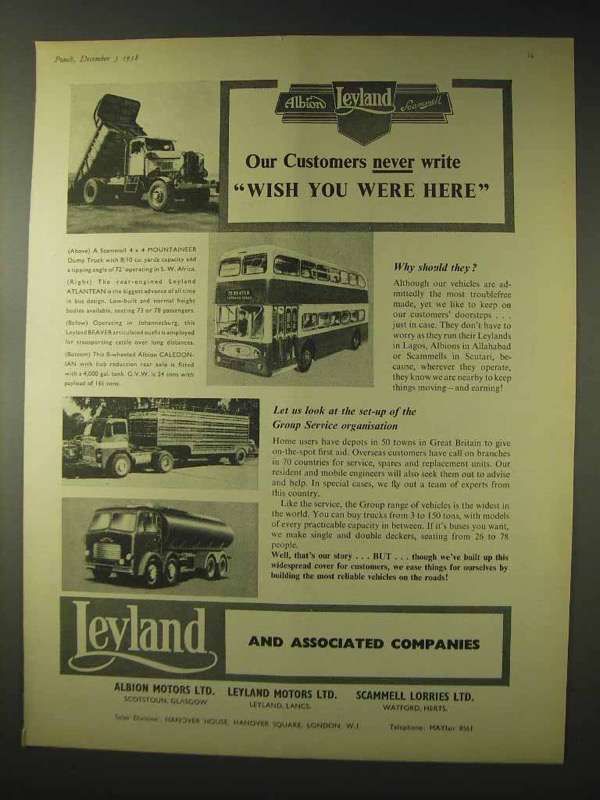 Punch, December 3 1958
Albion Leyland Scammell
Our Customers never write
"WISH YOU WERE HERE"
(Above) A Scammell 4 x 4 MOUNTAINEER
Dump Truck with 8/10 cu. yards capacity and
a tipping angle of 72° operating in S. W. Africa.
(Right) The rear-engined Leyland
ATLANTEAN is the biggest advance of all time
in bus design. Low-built and normal height
bodies available, seating 73 or 78 passengers.
(Below) Operating in Johannesburg, this
Leyland BEAVER articulated outfit is employed
for transporting cattle over long distances.
(Bottom) This 8-wheeled Albion CALEDON-
IAN with hub reduction rear axle is fitted
with a 4,000 gal. tank. G.V.W. is 24 tons with
payload of 16½ tons.
Why should they?
Although our vehicles are ad-
mittedly the most troublefree
made, yet we like to keep on
our customers' doorsteps . . .
just in case. They don't have to
worry as they run their Leylands
in Lagos, Albions in Allahabad
or Scammells in Scutari, be-
cause, wherever they operate,
they know we are nearby to keep
things moving—and earning!
Let us look at the set-up of the
Group Service organisation
Home users have depots in 50 towns in Great Britain to give
on-the-spot first aid. Overseas customers have call on branches
in 70 countries for service, spares and replacement units. Our
resident and mobile engineers will also seek them out to advise
and help. In special cases, we fly out a team of experts from
this country.
Like the service, the Group range of vehicles is the widest in
the world. You can buy trucks from 3 to 150 tons, with models
of every practicable capacity in between. If it's buses you want,
we make single and double deckers, seating from 26 to 78
people.
Well, that's our story . . . BUT . . . though we've built up this
widespread cover for customers, we ease things for ourselves by
building the most reliable vehicles on the roads!
Leyland
AND ASSOCIATED COMPANIES
ALBION MOTORS LTD. LEYLAND MOTORS LTD. SCAMMELL LORRIES LTD.
SCOTSTOUN, GLASGOW LEYLAND, LANCS. WATFORD, HERTS.
Sales Division: HANOVER HOUSE, HANOVER SQUARE, LONDON, W.1 Telephone: MAYfair 8561